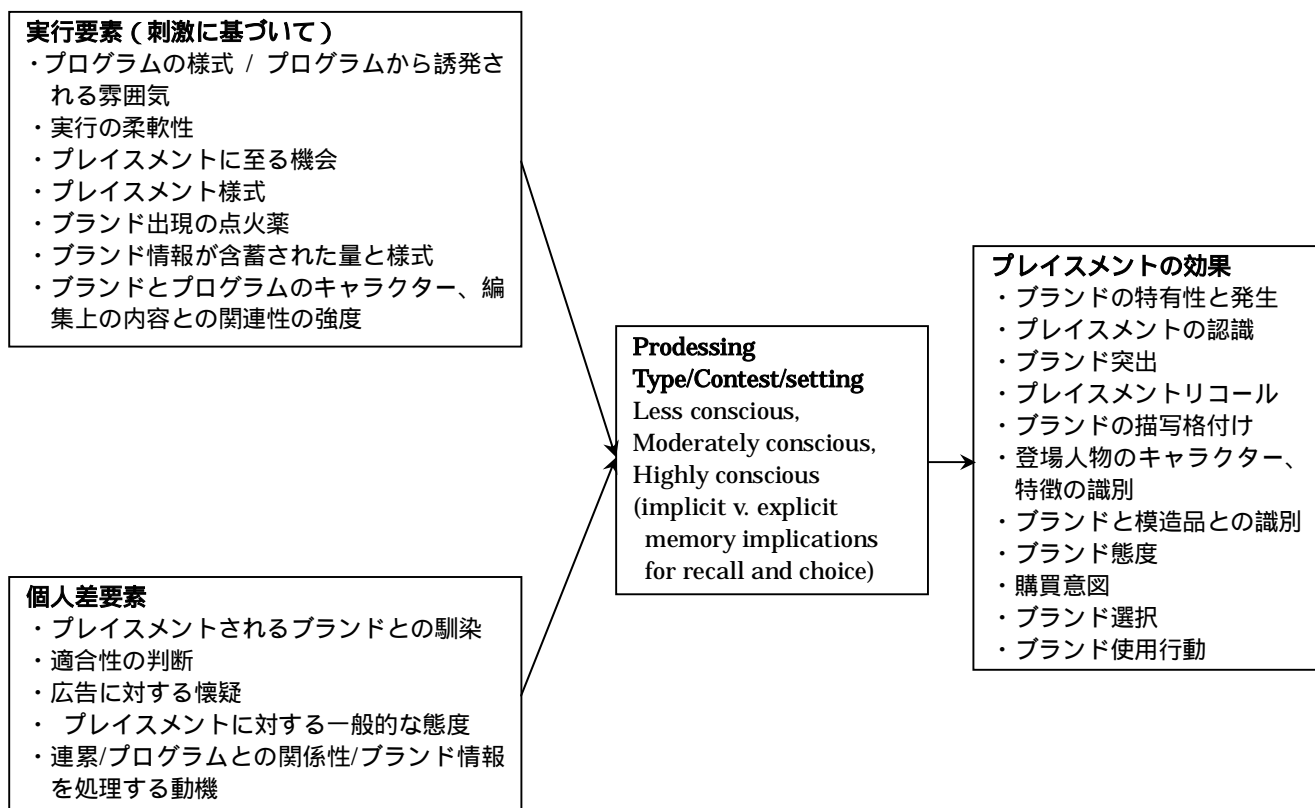 実行要素（刺激に基づいて）
・プログラムの様式 / プログラムから誘発さ
れる雰囲気
・実行の柔軟性
・プレイスメントに至る機会
・プレイスメント様式
・ブランド出現の点火薬
・ブランド情報が含蓄された量と様式
・ブランドとプログラムのキャラクター、編
集上の内容との関連性の強度
個人差要素
・プレイスメントされるブランドとの馴染
・適合性の判断
・広告に対する懐疑
・ プレイスメントに対する一般的な態度
・連累/プログラムとの関係性/ブランド情報
を処理する動機
Prodessing
Type/Contest/setting
Less conscious,
Moderately conscious,
Highly conscious
(implicit v. explicit
memory implications
for recall and choice)
プレイスメントの効果
・ブランドの特有性と発生
・プレイスメントの認識
・ブランド突出
・プレイスメントリコール
・ブランドの描写格付け
・登場人物のキャラクター、
特徴の識別
・ブランドと模造品との識別
・ブランド態度
・購買意図
・ブランド選択
・ブランド使用行動